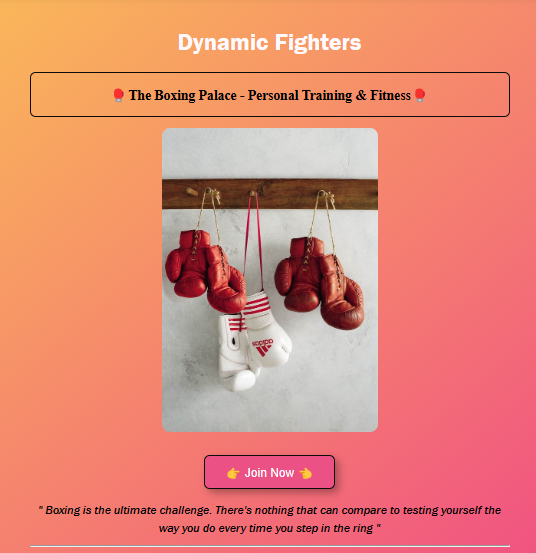 Dynamic Fighters
🥊 The Boxing Palace - Personal Training & Fitness 🥊
adidas
👉 Join Now 👈
" Boxing is the ultimate challenge. There's nothing that can compare to testing yourself the
way you do every time you step in the ring "